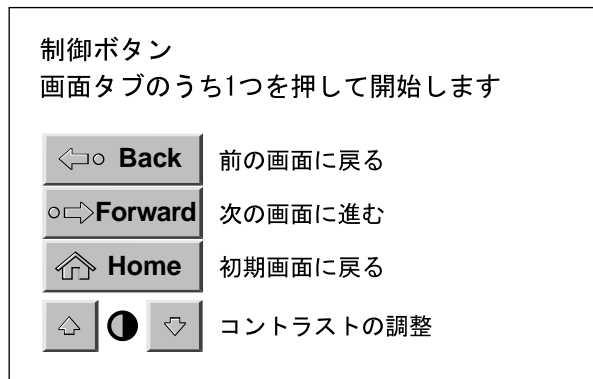 制御ボタン
画面タブのうち1つを押して開始します
Back 前の画面に戻る
Forward 次の画面に進む
Home 初期画面に戻る
コントラストの調整